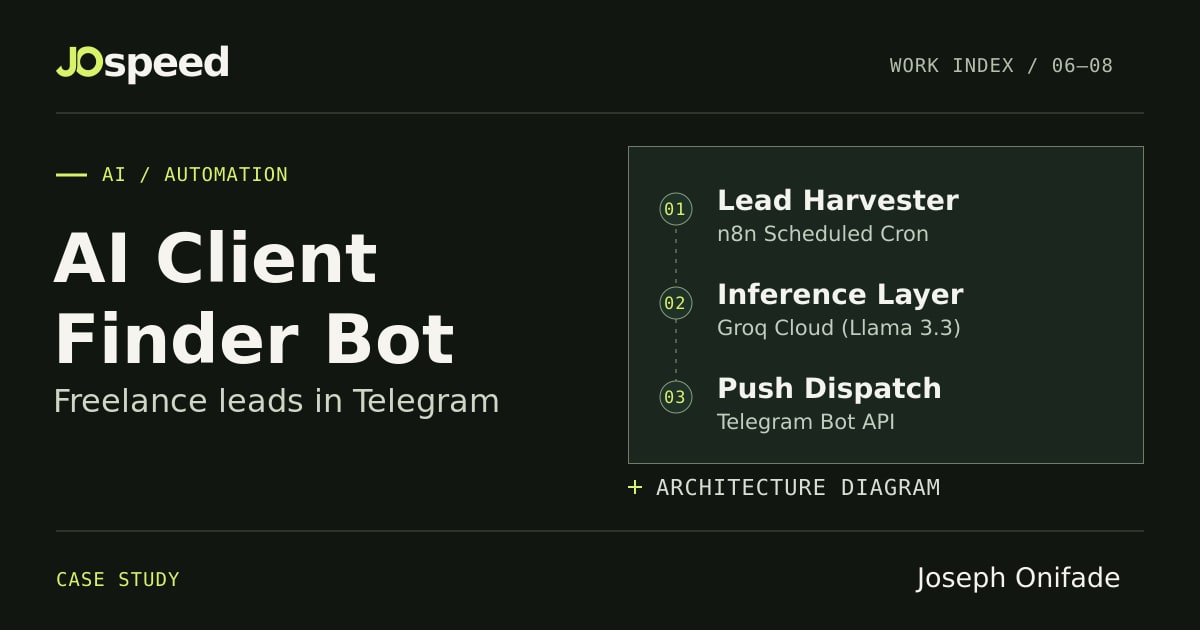 JOspeed
WORK INDEX / 06–08
AI / AUTOMATION
AI Client
Finder Bot
Freelance leads in Telegram
01
Lead Harvester
n8n Scheduled Cron
02
Inference Layer
Groq Cloud (Llama 3.3)
03
Push Dispatch
Telegram Bot API
+ ARCHITECTURE DIAGRAM
CASE STUDY
Joseph Onifade